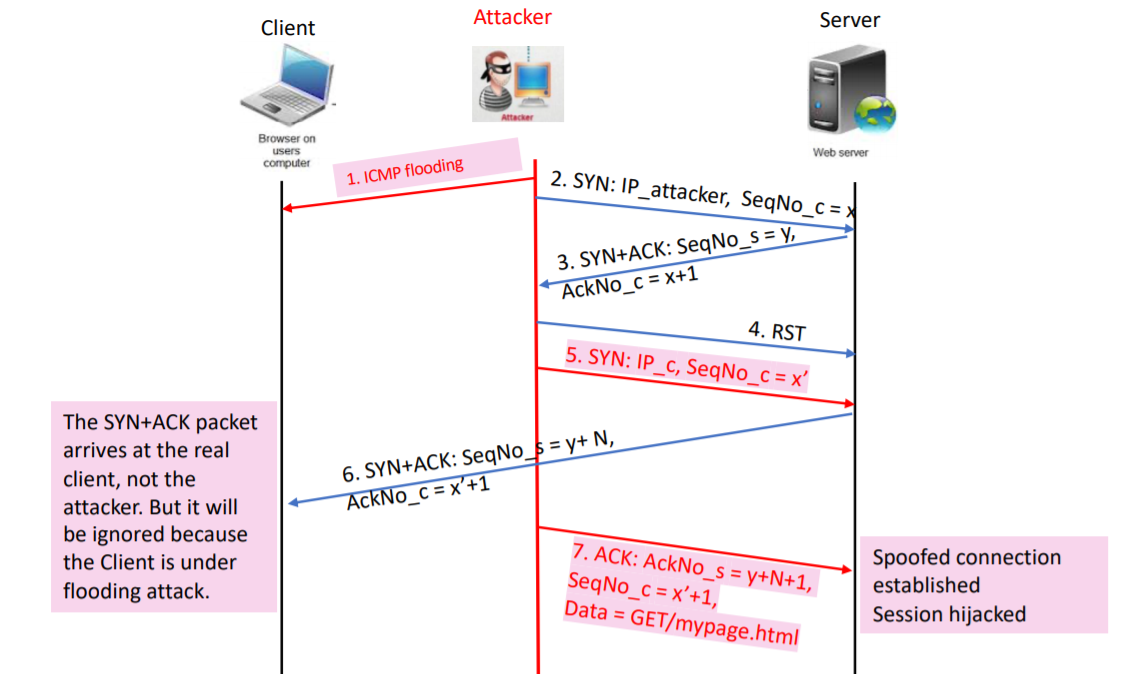 Client
Attacker
Server
Attacker
Browser on
users
computer
Web server
1. ICMP flooding
2. SYN: IP_attacker, SeqNo_c = x
3. SYN+ACK: SeqNo_s = y,
AckNo_c = x+1
4. RST
5. SYN: IP_c, SeqNo_c = x’
The SYN+ACK packet
arrives at the real
client, not the
attacker. But it will
be ignored because
the Client is under
flooding attack.
6. SYN+ACK: SeqNo_s = y+ N,
AckNo_c = x’+1
7. ACK: AckNo_s = y+N+1,
SeqNo_c = x’+1,
Data = GET/mypage.html
Spoofed connection
established
Session hijacked